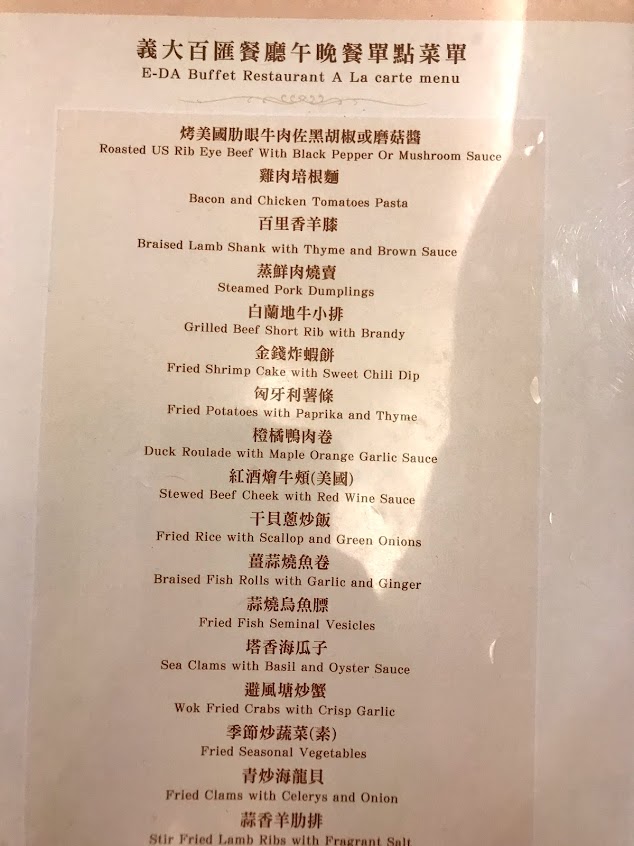 義大百匯餐廳午晚餐單點菜單
E-DA Buffet Restaurant A La carte menu
烤美國肋眼牛肉佐黑胡椒或磨菇醬
Roasted US Rib Eye Beef With Black Pepper Or Mushroom Sauce
雞肉培根麵
Bacon and Chicken Tomatoes Pasta
百里香羊膝
Braised Lamb Shank with Thyme and Brown Sauce
蒸鮮肉燒賣
Steamed Pork Dumplings
白蘭地牛小排
Grilled Beef Short Rib with Brandy
金錢炸蝦餅
Fried Shrimp Cake with Sweet Chili Dip
匈牙利薯條
Fried Potatoes with Paprika and Thyme
橙橘鴨肉卷
Duck Roulade with Maple Orange Garlic Sauce
紅酒燴牛頰(美國)
Stewed Beef Cheek with Red Wine Sauce
干貝蔥炒飯
Fried Rice with Scallop and Green Onions
薑蒜燒魚卷
Braised Fish Rolls with Garlic and Ginger
蒜燒烏魚膘
Fried Fish Seminal Vesicles
塔香海瓜子
Sea Clams with Basil and Oyster Sauce
避風塘炒蟹
Wok Fried Crabs with Crisp Garlic
季節炒蔬菜(素)
Fried Seasonal Vegetables
青炒海龍貝
Fried Clams with Celerys and Onion
蒜香羊肋排
Stir Fried Lamb Ribs with Fragrant Salt